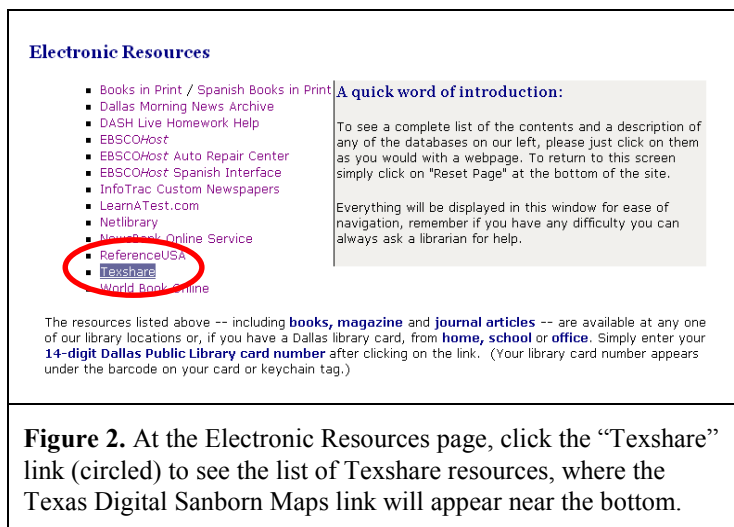 Electronic Resources
Books in Print / Spanish Books in Print
Dallas Morning News Archive
DASH Live Homework Help
EBSCOHost
EBSCOHost Auto Repair Center
EBSCOHost Spanish Interface
InfoTrac Custom Newspapers
LearnATest.com
Netlibrary
NewsBank Online Service
ReferenceUSA
Texshare
World Book Online
A quick word of introduction:
To see a complete list of the contents and a description of
any of the databases on our left, please just click on them
as you would with a webpage. To return to this screen
simply click on "Reset Page" at the bottom of the site.
Everything will be displayed in this window for ease of
navigation, remember if you have any difficulty you can
always ask a librarian for help.
The resources listed above -- including books, magazine and journal articles -- are available at any one
of our library locations or, if you have a Dallas library card, from home, school or office. Simply enter your
14-digit Dallas Public Library card number after clicking on the link. (Your library card number appears
under the barcode on your card or keychain tag.)
Figure 2. At the Electronic Resources page, click the “Texshare”
link (circled) to see the list of Texshare resources, where the
Texas Digital Sanborn Maps link will appear near the bottom.